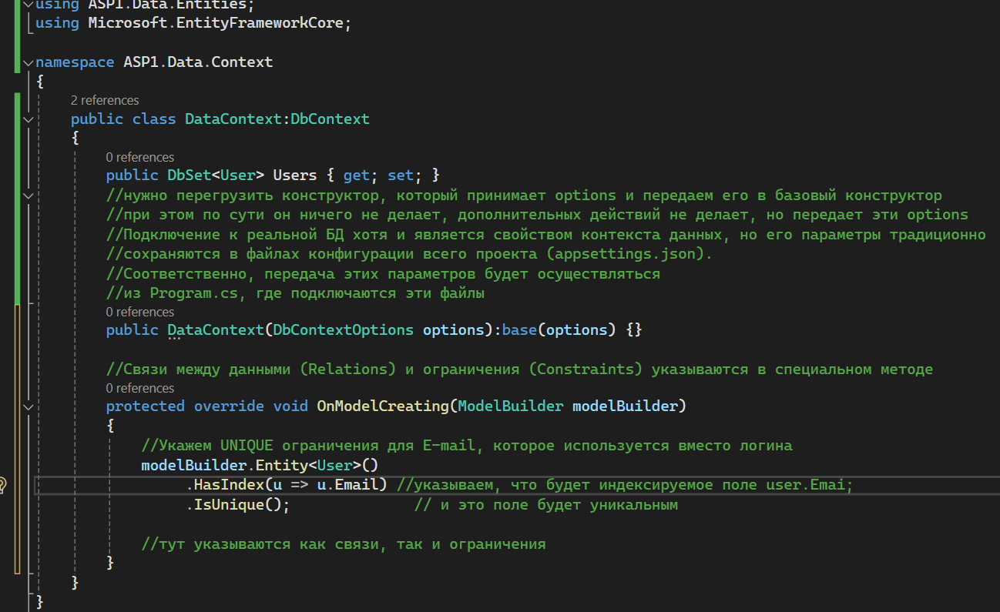 using ASP1.Data.Entities;
using Microsoft.EntityFrameworkCore;
namespace ASP1.Data.Context
{
2 references
public class DataContext:DbContext
{
0 references
public DbSet<User> Users { get; set; }
//нужно перегрузить конструктор, который принимает options и передаем его в базовый конструктор
//при этом по сути он ничего не делает, дополнительных действий не делает, но передает эти options
//Подключение к реальной БД хотя и является свойством контекста данных, но его параметры традиционно
//сохраняются в файлах конфигурации всего проекта (appsettings.json).
//Соответственно, передача этих параметров будет осуществляться
//из Program.cs, где подключаются эти файлы
0 references
public DataContext(DbContextOptions options):base(options) {}
//Связи между данными (Relations) и ограничения (Constraints) указываются в специальном методе
0 references
protected override void OnModelCreating(ModelBuilder modelBuilder)
{
//Укажем UNIQUE ограничения для E-mail, которое используется вместо логина
modelBuilder.Entity<User>()
.HasIndex(u => u.Email) //указываем, что будет индексируемое поле user.Emai;
.IsUnique(); // и это поле будет уникальным
//тут указываются как связи, так и ограничения
}
}
}